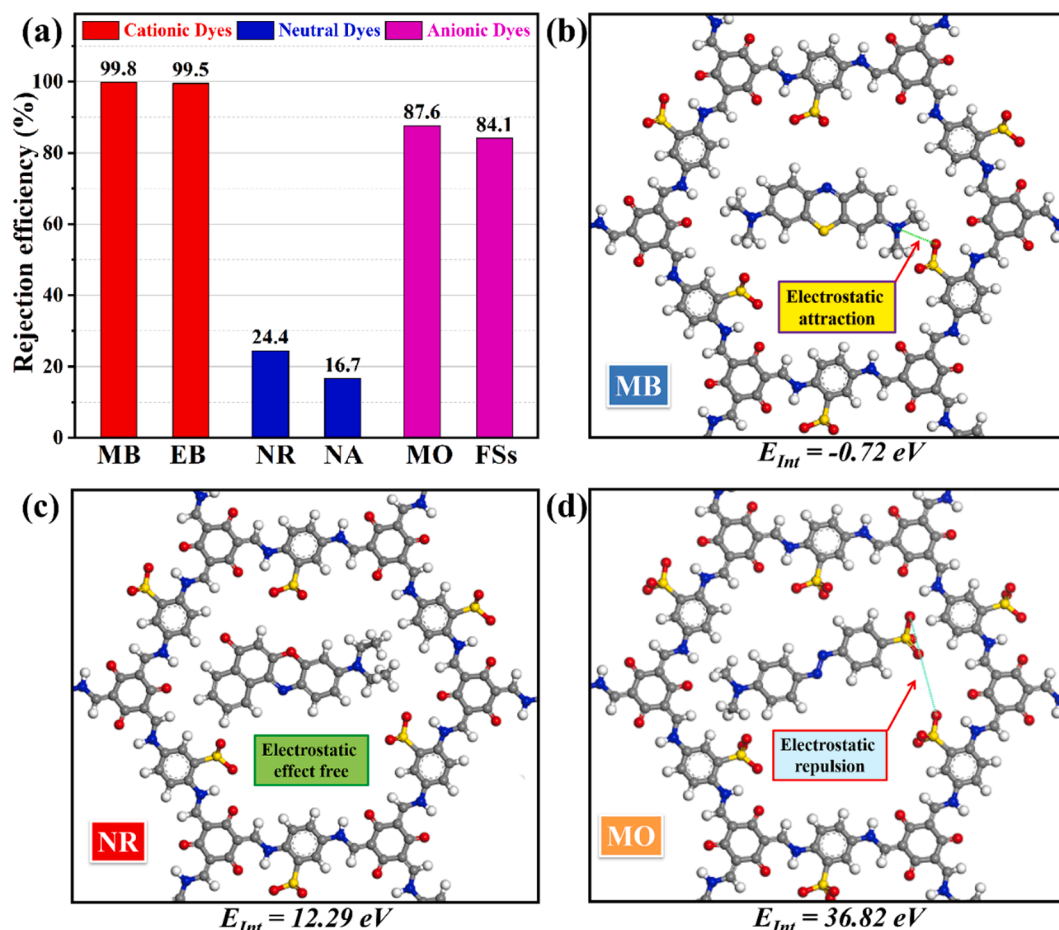 (a)
Cationic Dyes Neutral Dyes Anionic Dyes
Rejection efficiency (%)
100
80
60
40
20
0
99.8
99.5
24.4
16.7
87.6
84.1
MB EB NR NA MO FSs
(b)
Electrostatic
attraction
MB
E_Int = -0.72 eV
(c)
Electrostatic
effect free
NR
E_Int = 12.29 eV
(d)
Electrostatic
repulsion
MO
E_Int = 36.82 eV